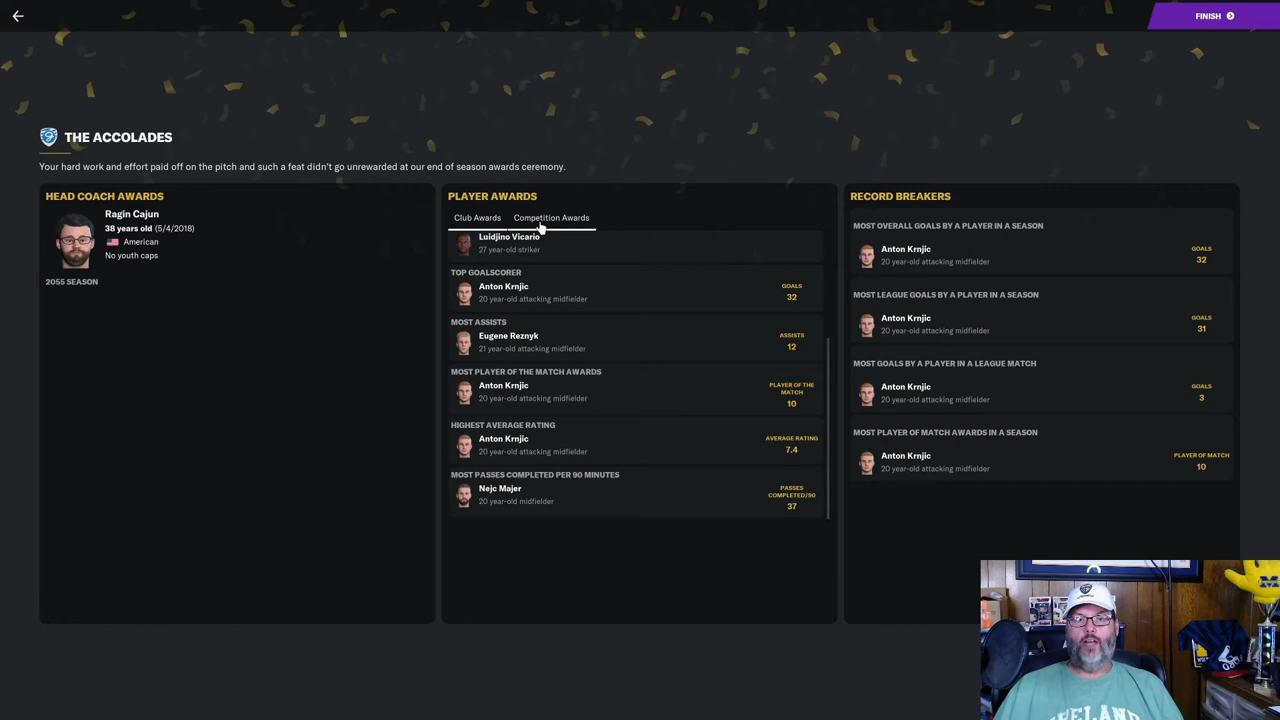 FINISH
THE ACCOLADES
Your hard work and effort paid off on the pitch and such a feat didn't go unrewarded at our end of season awards ceremony.
HEAD COACH AWARDS
Ragin Cajun
38 years old (5/4/2018)
American
No youth caps
2055 SEASON
PLAYER AWARDS
Club Awards Competition Awards
Luidjino Vicario
27 year-old striker
TOP GOALSCORER
Anton Krnjic
20 year-old attacking midfielder
GOALS
32
MOST ASSISTS
Eugene Reznyk
21 year-old attacking midfielder
ASSISTS
12
MOST PLAYER OF THE MATCH AWARDS
Anton Krnjic
20 year-old attacking midfielder
PLAYER OF THE
MATCH
10
HIGHEST AVERAGE RATING
Anton Krnjic
20 year-old attacking midfielder
AVERAGE RATING
7.4
MOST PASSES COMPLETED PER 90 MINUTES
Nejc Majer
20 year-old midfielder
PASSES
COMPLETED/90
37
RECORD BREAKERS
MOST OVERALL GOALS BY A PLAYER IN A SEASON
Anton Krnjic
20 year-old attacking midfielder
GOALS
32
MOST LEAGUE GOALS BY A PLAYER IN A SEASON
Anton Krnjic
20 year-old attacking midfielder
GOALS
31
MOST GOALS BY A PLAYER IN A LEAGUE MATCH
Anton Krnjic
20 year-old attacking midfielder
GOALS
3
MOST PLAYER OF MATCH AWARDS IN A SEASON
Anton Krnjic
20 year-old attacking midfielder
PLAYER OF MATCH
10
M
IRELAND